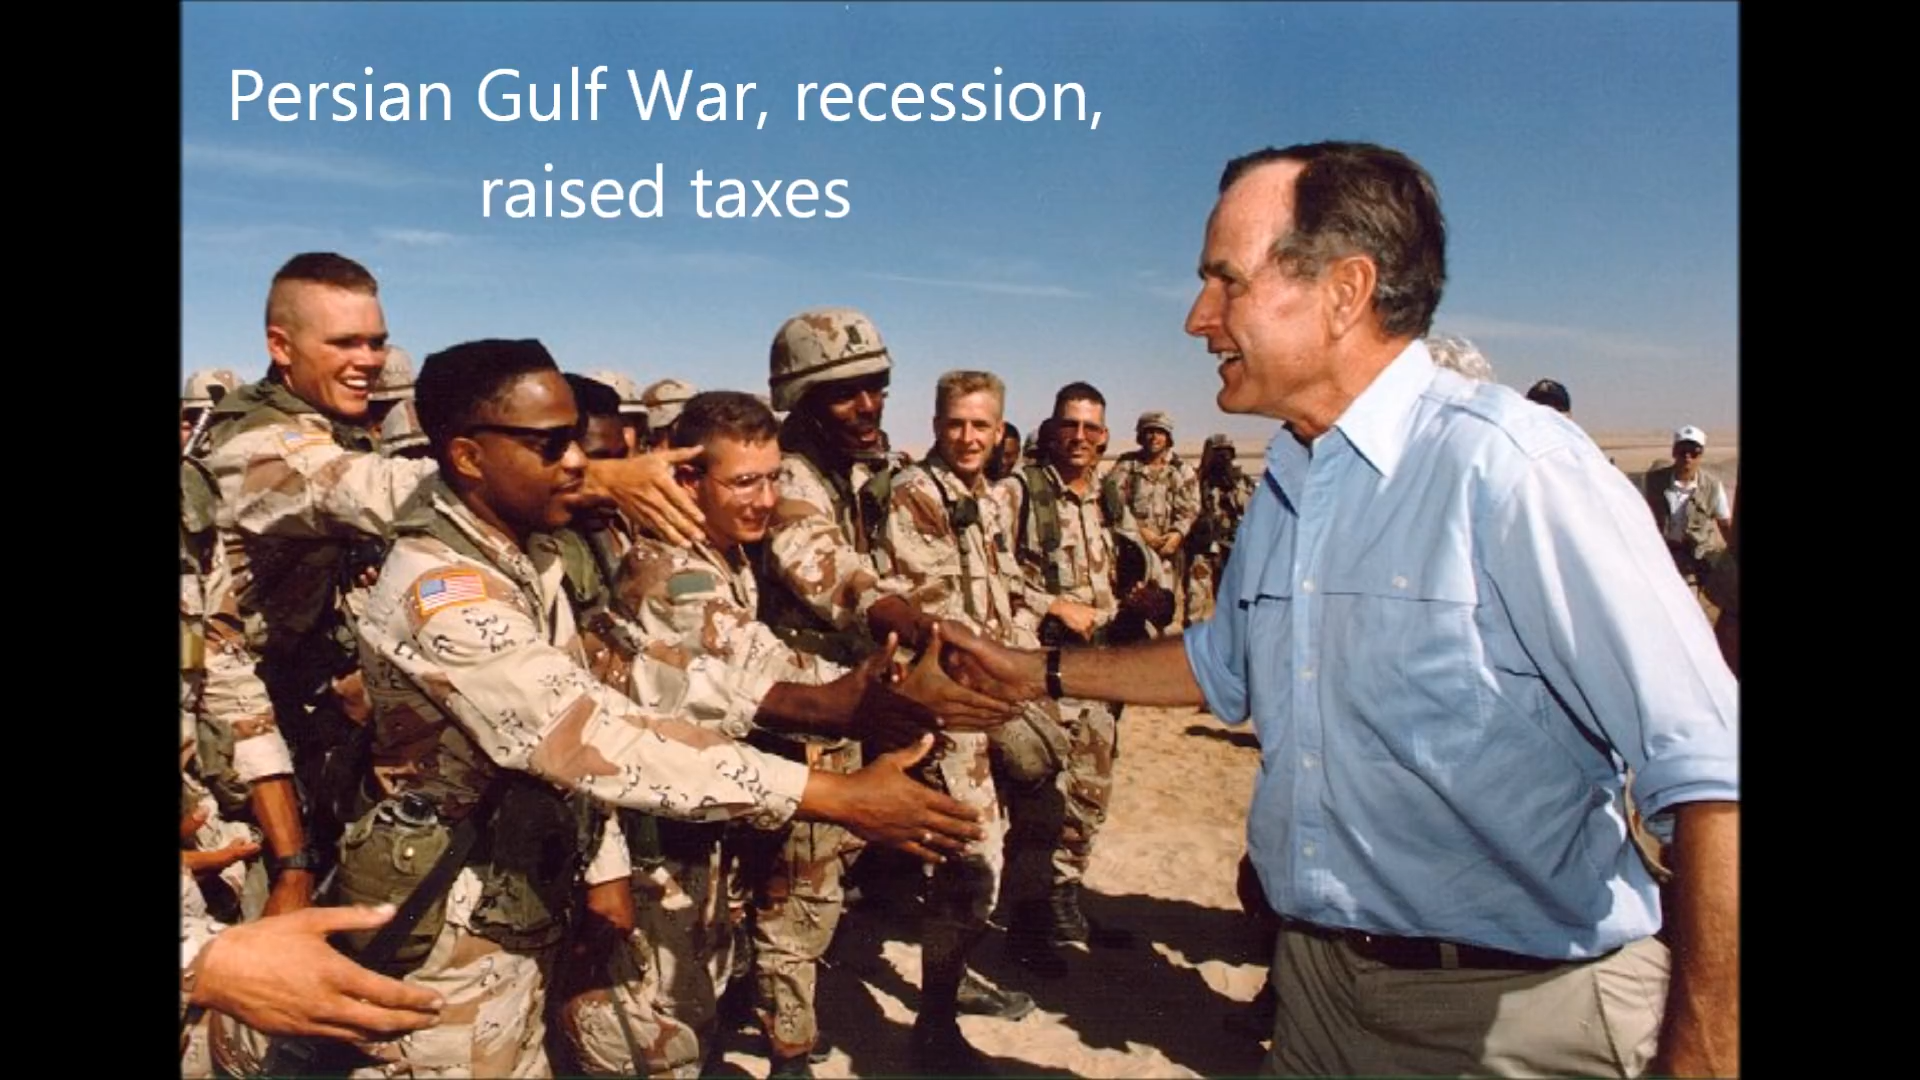 Persian Gulf War, recession,
raised taxes